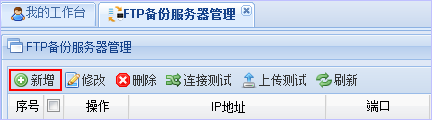 我的工作台 FTP备份服务器管理
FTP备份服务器管理
新增 修改 删除 连接测试 上传测试 刷新
序号 操作 IP地址 端口